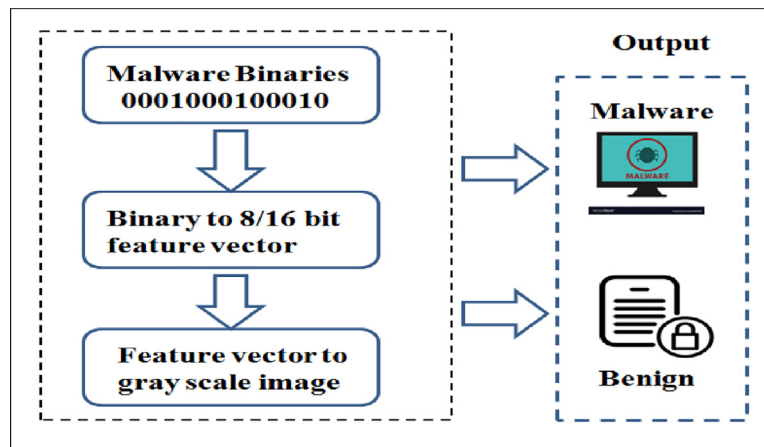 Malware Binaries
0001000100010
Binary to 8/16 bit
feature vector
Feature vector to
gray scale image
Output
Malware
MALWARE
Benign